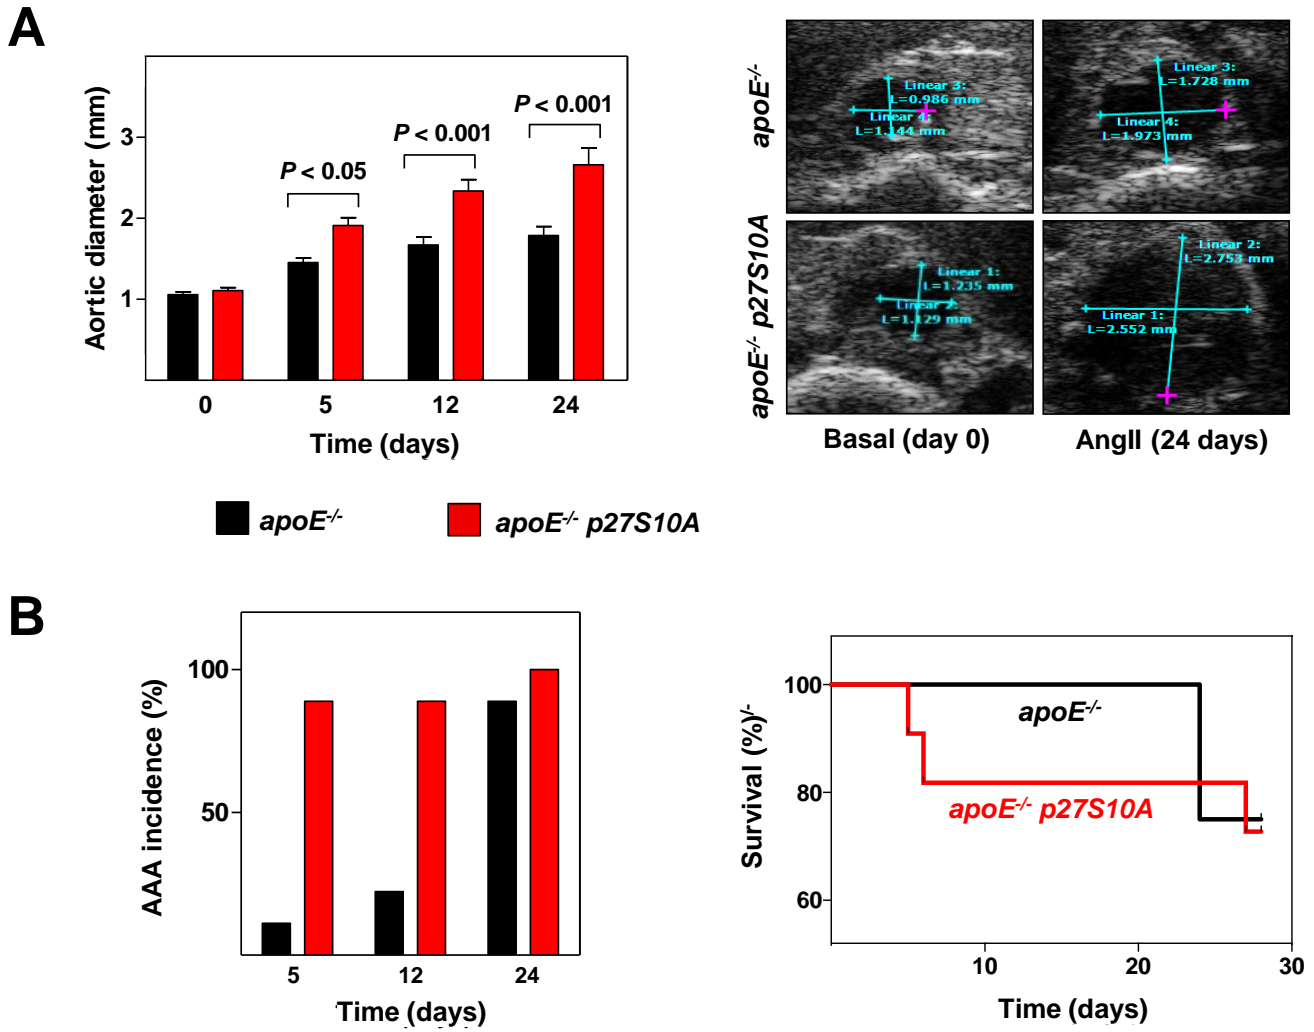 A
Aortic diameter (mm)
3
2
1
P < 0.05
P < 0.001
P < 0.001
0 5 12 24
Time (days)
apoE-/-
apoE-/- p27S10A
Linear 3:
L=0.986 mm
Linear 4:
L=1.144 mm
Linear 3:
L=1.728 mm
Linear 4:
L=1.973 mm
Linear 1:
L=1.235 mm
Linear 2:
L=1.129 mm
Linear 2:
L=2.753 mm
Linear 1:
L=2.552 mm
Basal (day 0)
AngII (24 days)
apoE-/-
apoE-/- p27S10A
B
AAA incidence (%)
100
50
5 12 24
Time (days)
Survival (%)/-
100
80
60
apoE-/-
apoE-/- p27S10A
10 20 30
Time (days)